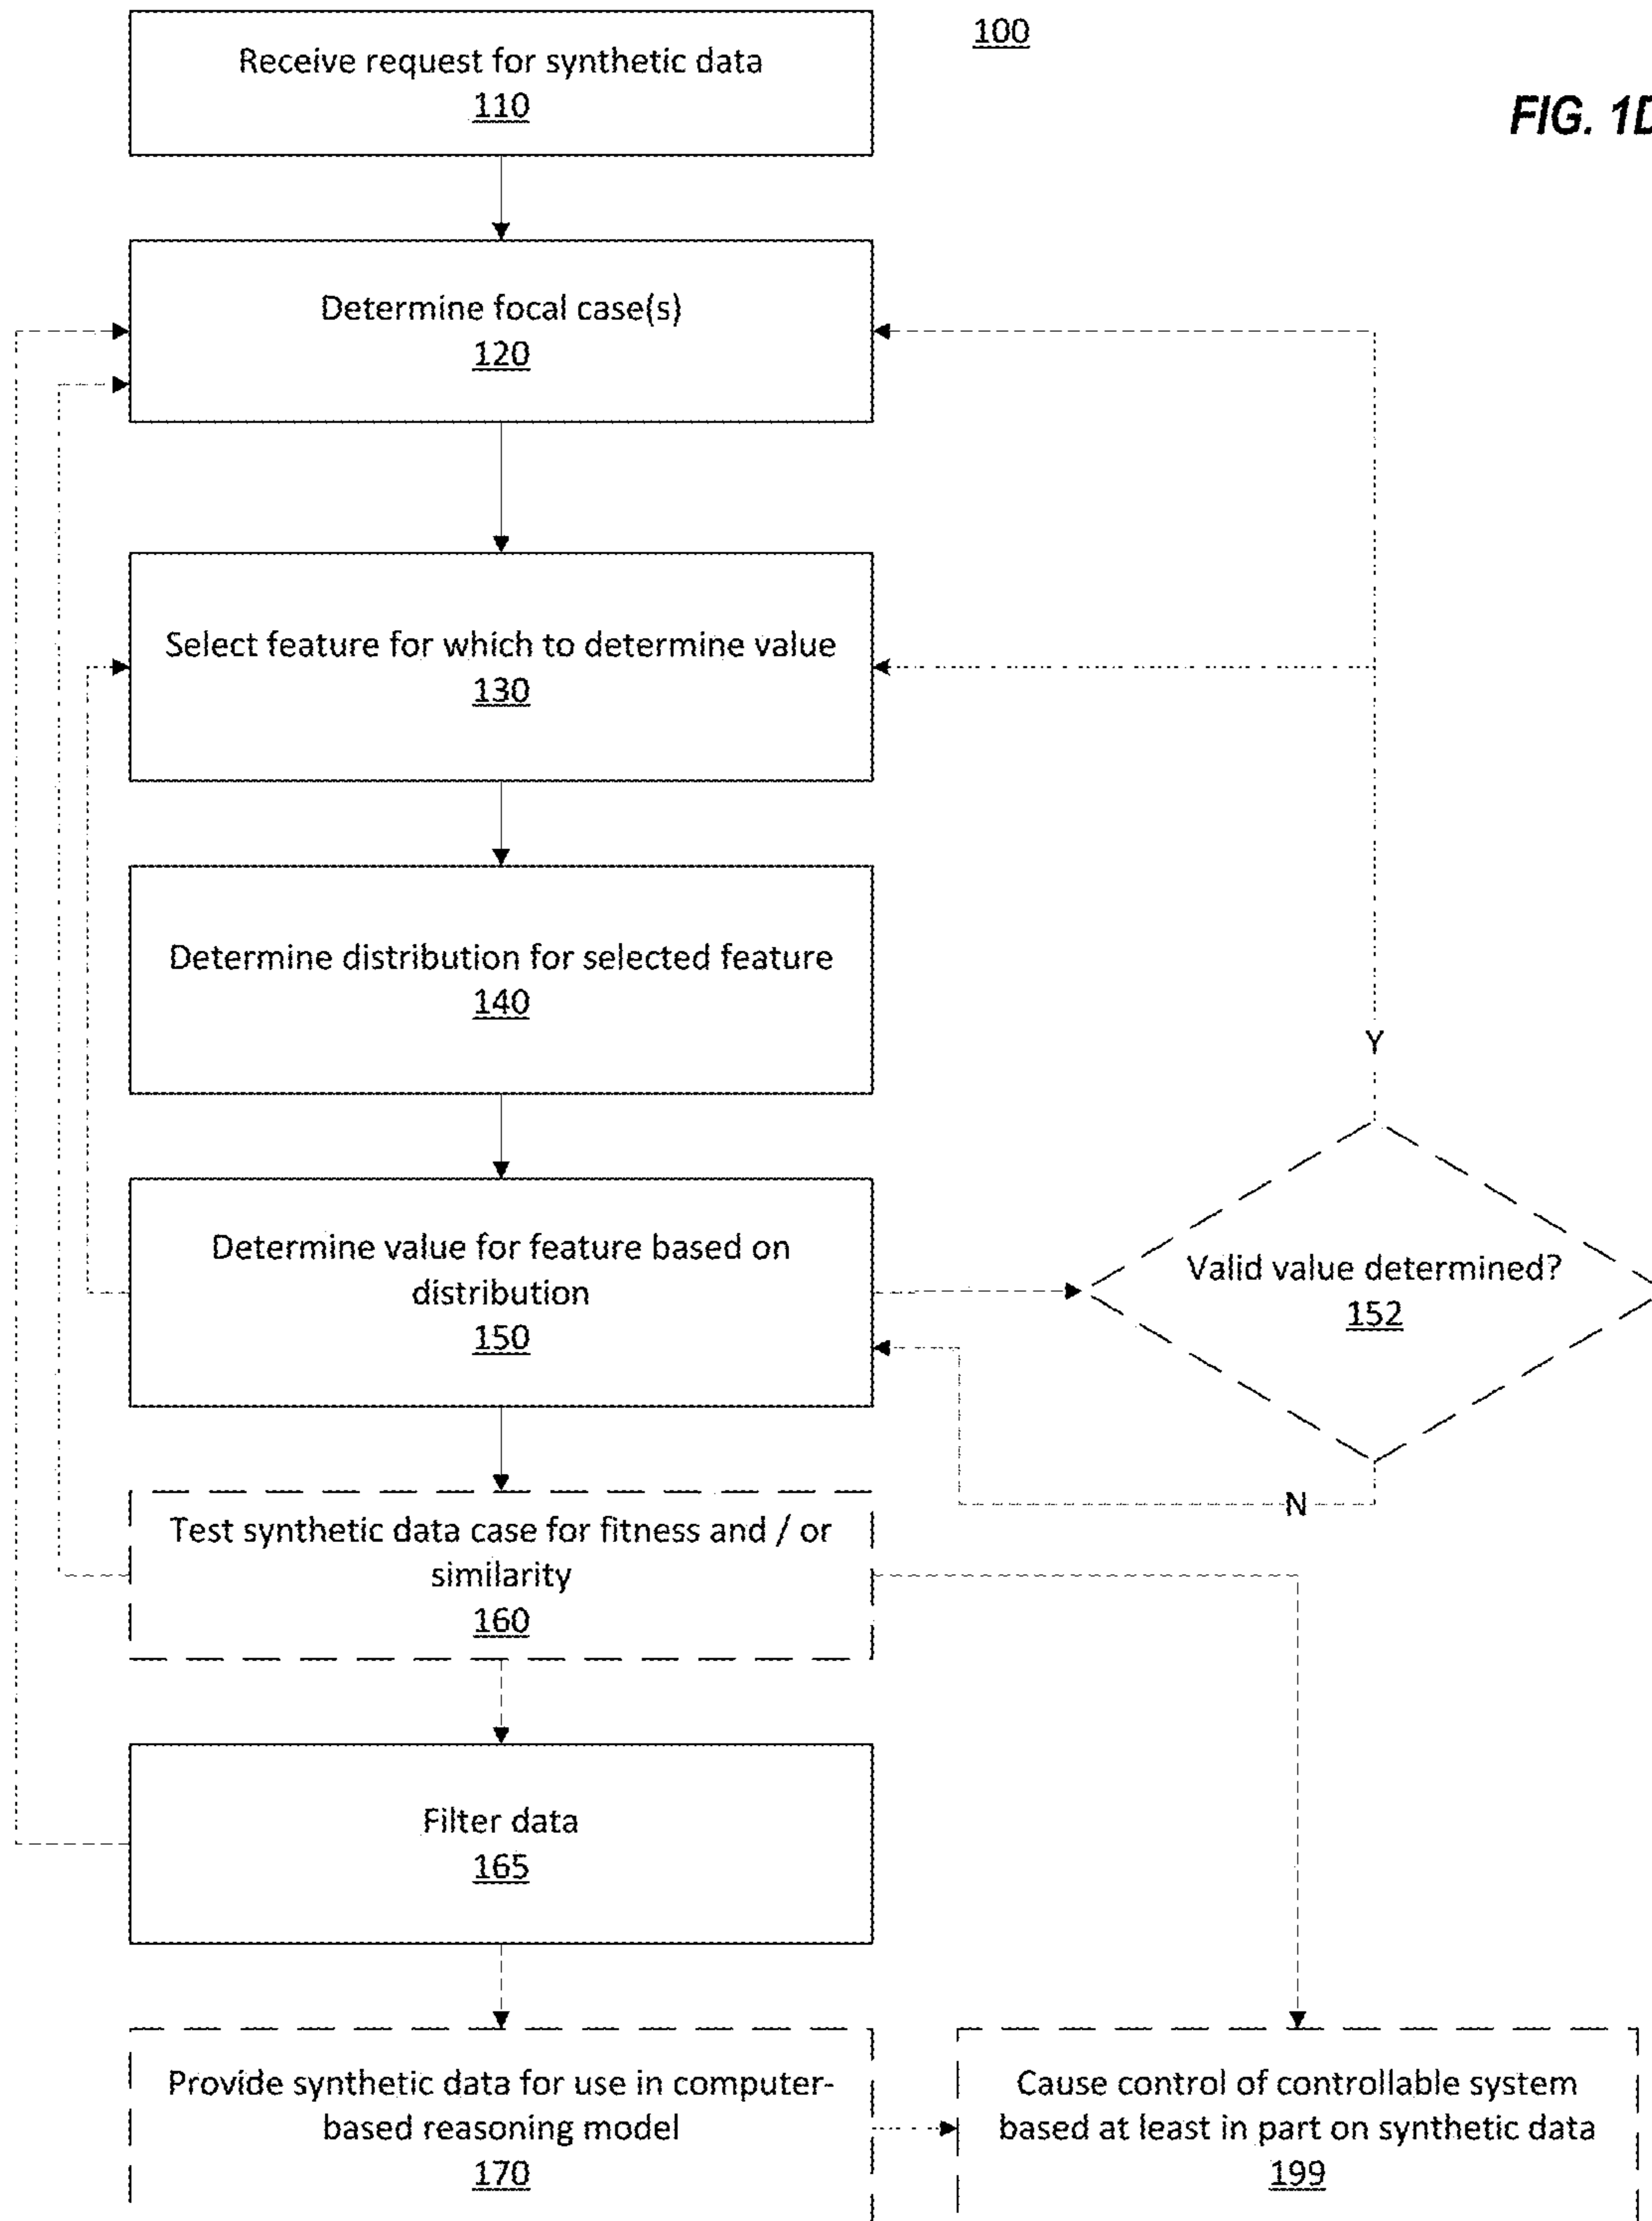 100
FIG. 1D
Receive request for synthetic data
110
Determine focal case(s)
120
Select feature for which to determine value
130
Determine distribution for selected feature
140
Y
Determine value for feature based on
distribution
150
Valid value determined?
152
N
Test synthetic data case for fitness and / or
similarity
160
Filter data
165
Provide synthetic data for use in computer-
based reasoning model
170
Cause control of controllable system
based at least in part on synthetic data
199